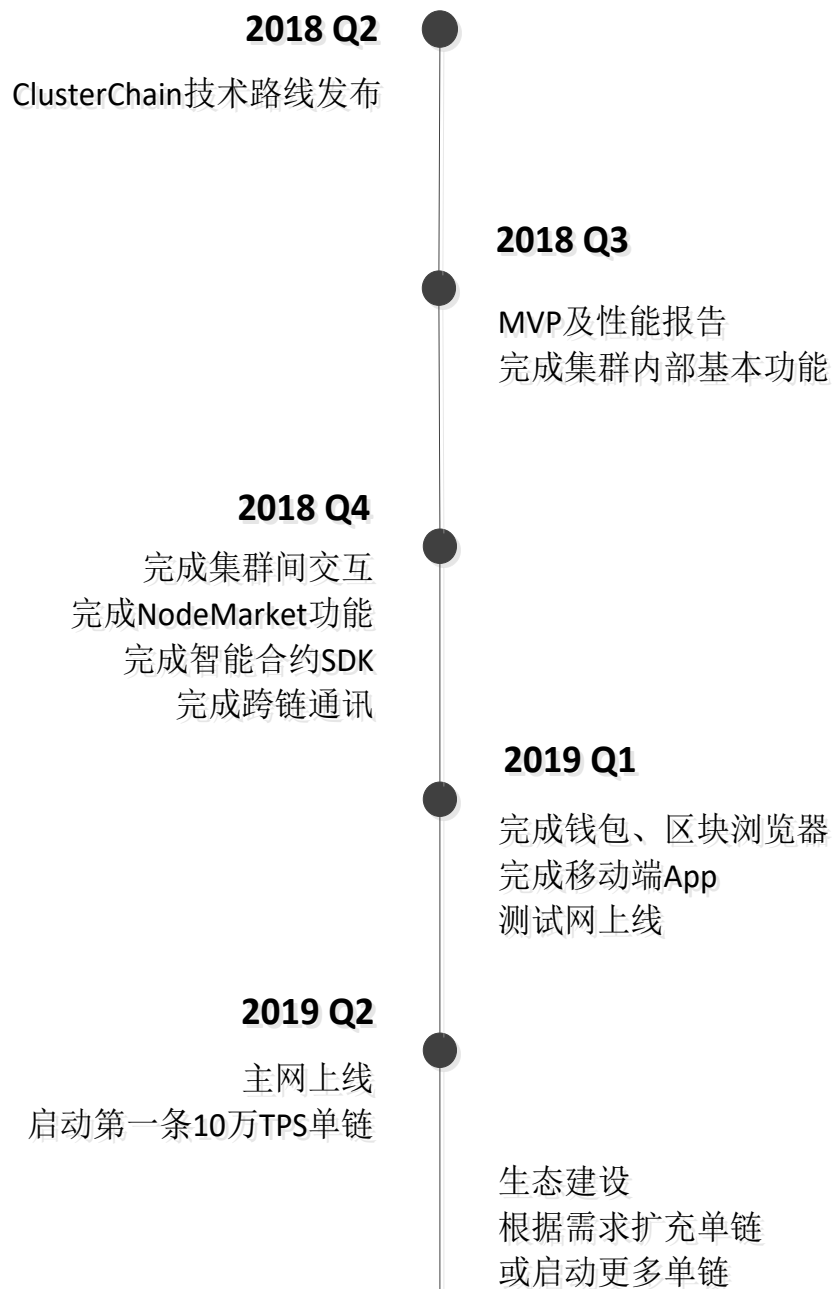 2018 Q2
ClusterChain技术路线发布
2018 Q3
MVP及性能报告
完成集群内部基本功能
2018 Q4
完成集群间交互
完成NodeMarket功能
完成智能合约SDK
完成跨链通讯
2019 Q1
完成钱包、区块浏览器
完成移动端App
测试网上线
2019 Q2
主网上线
启动第一条10万TPS单链
生态建设
根据需求扩充单链
或启动更多单链